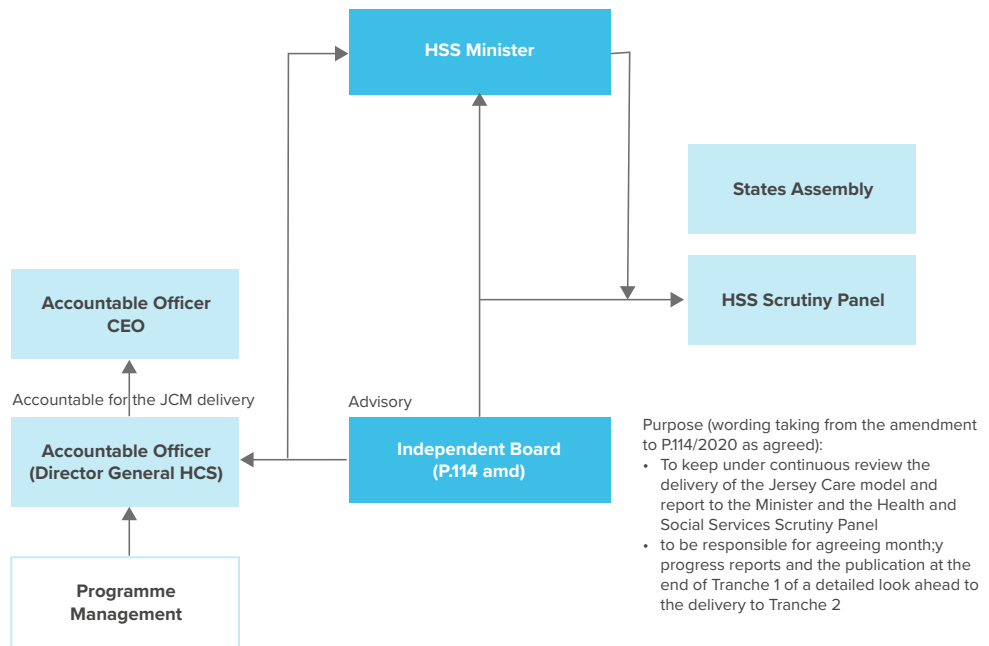 HSS Minister
States Assembly
HSS Scrutiny Panel
Accountable Officer
CEO
Accountable for the JCM delivery
Accountable Officer
(Director General HCS)
Programme
Management
Advisory
Independent Board
(P.114 amd)
Purpose (wording taking from the amendment
to P.114/2020 as agreed):
• To keep under continuous review the
delivery of the Jersey Care model and
report to the Minister and the Health and
Social Services Scrutiny Panel
• to be responsible for agreeing month;y
progress reports and the publication at the
end of Tranche 1 of a detailed look ahead to
the delivery to Tranche 2